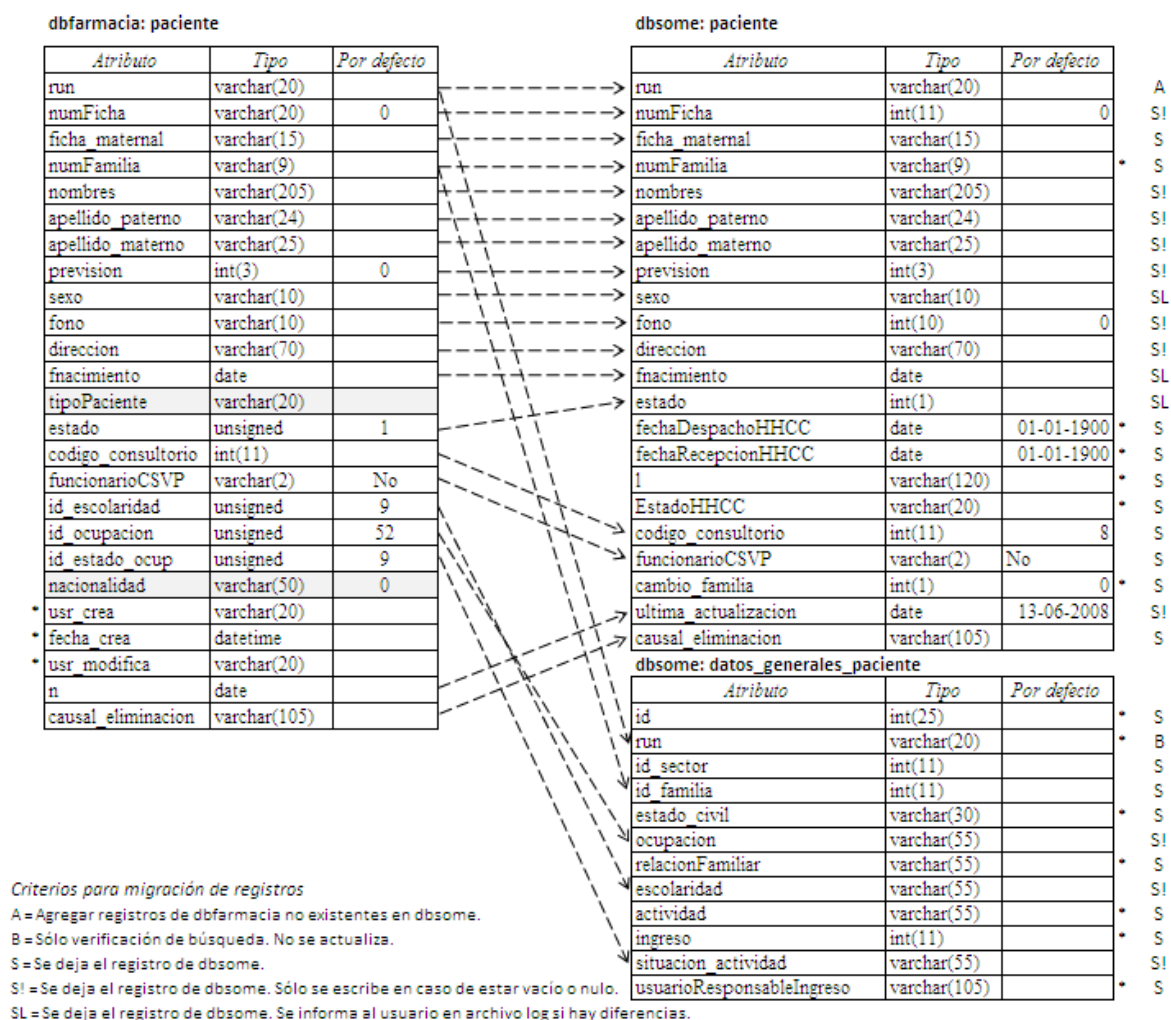 dbfarmacia: paciente
Atributo Tipo Por defecto
run varchar(20)
numFicha varchar(20) 0
ficha_maternal varchar(15)
numFamilia varchar(9)
nombres varchar(205)
apellido_paterno varchar(24)
apellido_materno varchar(25)
prevision int(3) 0
sexo varchar(10)
fono varchar(10)
direccion varchar(70)
fnacimiento date
tipoPaciente varchar(20)
estado unsigned 1
codigo_consultorio int(11)
funcionarioCSVP varchar(2) No
id_escolaridad unsigned 9
id_ocupacion unsigned 52
id_estado_ocup unsigned 9
nacionalidad varchar(50) 0
* usr_crea varchar(20)
* fecha_crea datetime
* usr_modifica varchar(20)
n date
causal_eliminacion varchar(105)
dbsome: paciente
Atributo Tipo Por defecto
run varchar(20) A
numFicha int(11) 0 S!
ficha_maternal varchar(15) S
numFamilia varchar(9) * S
nombres varchar(205) S!
apellido_paterno varchar(24) S!
apellido_materno varchar(25) S!
prevision int(3) S!
sexo varchar(10) SL
fono int(10) 0 S!
direccion varchar(70) S!
fnacimiento date SL
estado int(1) SL
fechaDespachoHHCC date 01-01-1900 * S
fechaRecepcionHHCC date 01-01-1900 * S
1 varchar(120) * S
EstadoHHCC varchar(20) * S
codigo_consultorio int(11) 8 S
funcionarioCSVP varchar(2) No S
cambio_familia int(1) 0 * S
ultima_actualizacion date 13-06-2008 S!
causal_eliminacion varchar(105) S
dbsome: datos_generales_paciente
Atributo Tipo Por defecto
id int(25) * S
run varchar(20) * B
id_sector int(11) S
id_familia int(11) S
estado_civil varchar(30) * S
ocupacion varchar(55) S!
relacionFamiliar varchar(55) * S
escolaridad varchar(55) S!
actividad varchar(55) * S
ingreso int(11) * S
situacion_actividad varchar(55) S!
usuarioResponsableIngreso varchar(105) * S
Criterios para migración de registros
A = Agregar registros de dbfarmacia no existentes en dbsome.
B = Sólo verificación de búsqueda. No se actualiza.
S = Se deja el registro de dbsome.
S! = Se deja el registro de dbsome. Sólo se escribe en caso de estar vacío o nulo.
SL = Se deja el registro de dbsome. Se informa al usuario en archivo log si hay diferencias.